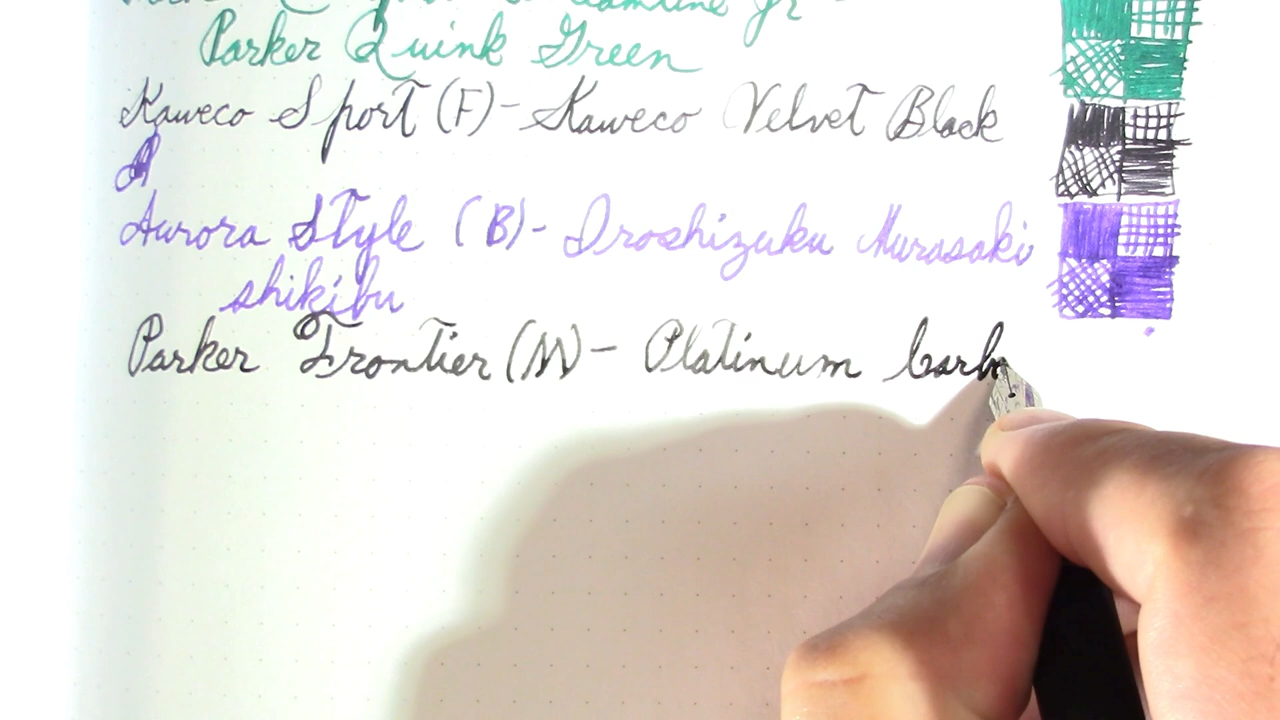 Parker Quink Green
Kaweco Sport (F) - Kaweco Velvet Black
Aurora Style (B) - Iroshizuku Murasaki
shikibu
Parker Frontier (M) - Platinum Carb